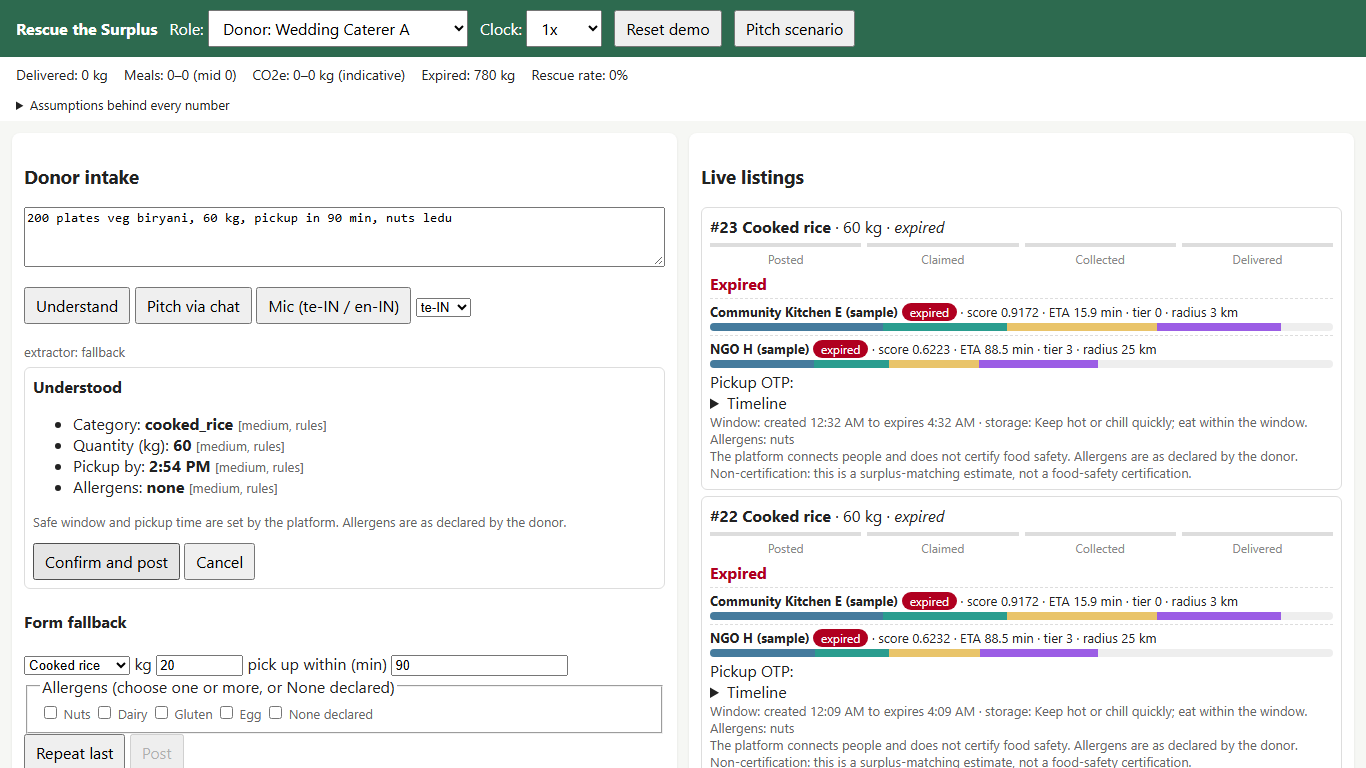 Rescue the Surplus Role: Donor: Wedding Caterer A Clock: 1x Reset demo Pitch scenario
Delivered: 0 kg Meals: 0–0 (mid 0) CO2e: 0–0 kg (indicative) Expired: 780 kg Rescue rate: 0%
▶ Assumptions behind every number
Donor intake
200 plates veg biryani, 60 kg, pickup in 90 min, nuts ledu
Understand Pitch via chat Mic (te-IN / en-IN) te-IN
extractor: fallback
Understood
• Category: cooked_rice [medium, rules]
• Quantity (kg): 60 [medium, rules]
• Pickup by: 2:54 PM [medium, rules]
• Allergens: none [medium, rules]
Safe window and pickup time are set by the platform. Allergens are as declared by the donor.
Confirm and post Cancel
Form fallback
Cooked rice kg 20 pick up within (min) 90
Allergens (choose one or more, or None declared)
Nuts Dairy Gluten Egg None declared
Repeat last Post
Live listings
#23 Cooked rice · 60 kg · expired
Posted Claimed Collected Delivered
Expired
Community Kitchen E (sample) expired · score 0.9172 · ETA 15.9 min · tier 0 · radius 3 km
NGO H (sample) expired · score 0.6223 · ETA 88.5 min · tier 3 · radius 25 km
Pickup OTP:
▶ Timeline
Window: created 12:32 AM to expires 4:32 AM · storage: Keep hot or chill quickly; eat within the window.
Allergens: nuts
The platform connects people and does not certify food safety. Allergens are as declared by the donor.
Non-certification: this is a surplus-matching estimate, not a food-safety certification.
#22 Cooked rice · 60 kg · expired
Posted Claimed Collected Delivered
Expired
Community Kitchen E (sample) expired · score 0.9172 · ETA 15.9 min · tier 0 · radius 3 km
NGO H (sample) expired · score 0.6232 · ETA 88.5 min · tier 3 · radius 25 km
Pickup OTP:
▶ Timeline
Window: created 12:09 AM to expires 4:09 AM · storage: Keep hot or chill quickly; eat within the window.
Allergens: nuts
The platform connects people and does not certify food safety. Allergens are as declared by the donor.
Non-certification: this is a surplus-matching estimate, not a food-safety certification.